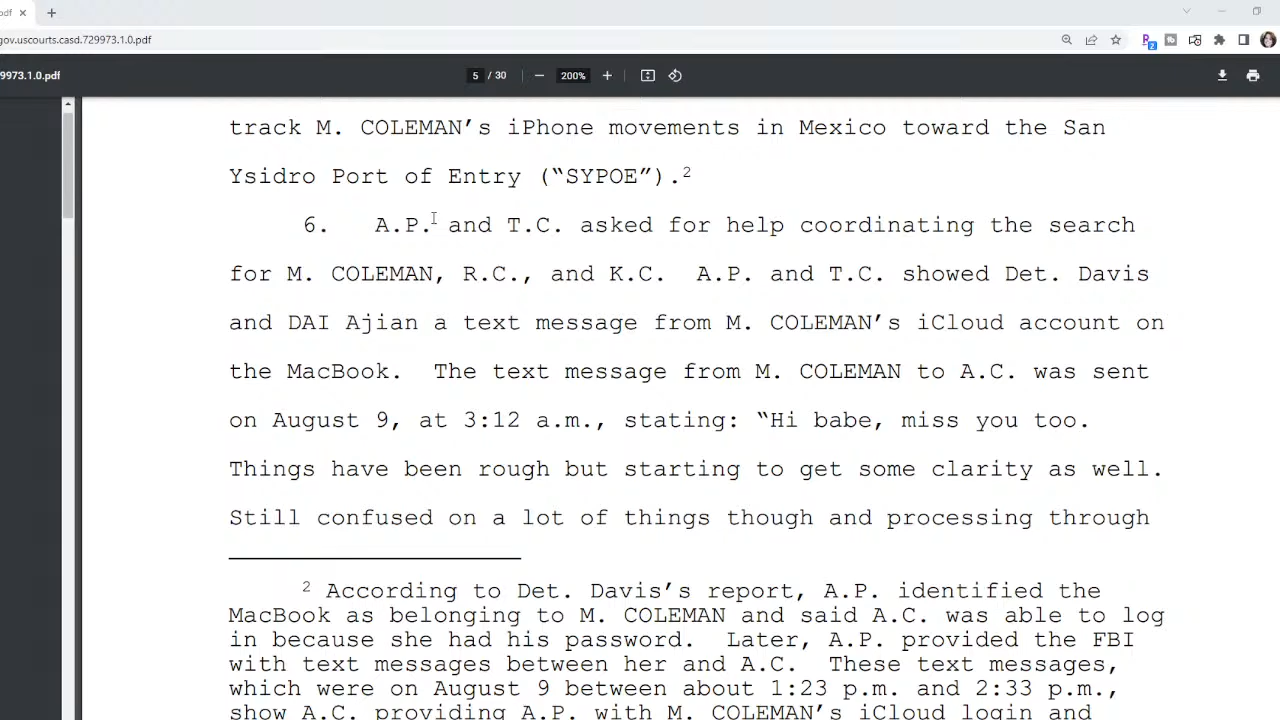 pdf
gov.uscourts.casd.729973.1.0.pdf
9973.1.0.pdf
5 / 30
200%
track M. COLEMAN’s iPhone movements in Mexico toward the San
Ysidro Port of Entry (“SYPOE”).2
6. A.P. and T.C. asked for help coordinating the search
for M. COLEMAN, R.C., and K.C. A.P. and T.C. showed Det. Davis
and DAI Ajian a text message from M. COLEMAN’s iCloud account on
the MacBook. The text message from M. COLEMAN to A.C. was sent
on August 9, at 3:12 a.m., stating: “Hi babe, miss you too.
Things have been rough but starting to get some clarity as well.
Still confused on a lot of things though and processing through
2 According to Det. Davis’s report, A.P. identified the
MacBook as belonging to M. COLEMAN and said A.C. was able to log
in because she had his password. Later, A.P. provided the FBI
with text messages between her and A.C. These text messages,
which were on August 9 between about 1:23 p.m. and 2:33 p.m.,
show A.C. providing A.P. with M. COLEMAN’s iCloud login and